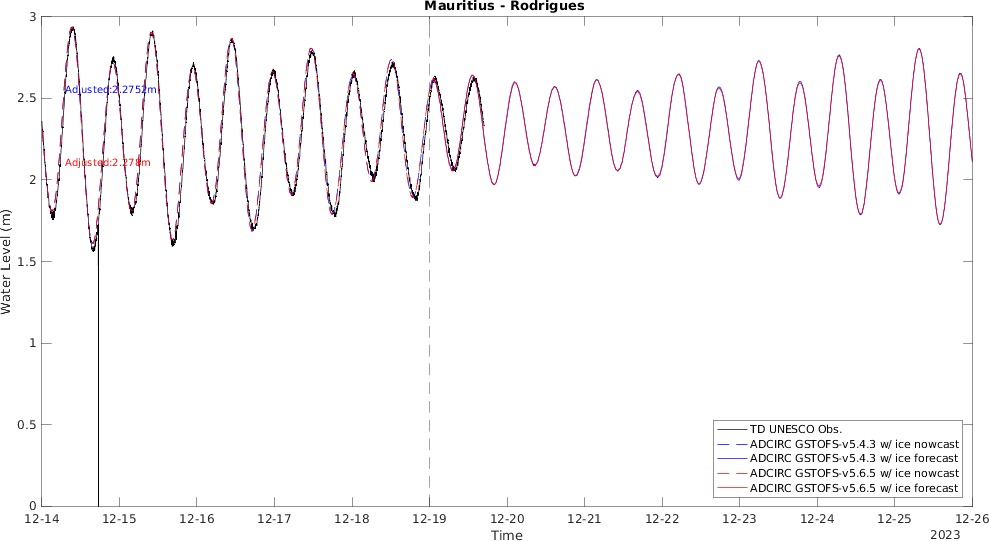 Mauritius - Rodrigues
3
2.5
2
1.5
1
0.5
0
Water Level (m)
Adjusted:2.2752m
Adjusted:2.278m
TD UNESCO Obs.
ADCIRC GSTOFS-v5.4.3 w/ ice nowcast
ADCIRC GSTOFS-v5.4.3 w/ ice forecast
ADCIRC GSTOFS-v5.6.5 w/ ice nowcast
ADCIRC GSTOFS-v5.6.5 w/ ice forecast
12-14 12-15 12-16 12-17 12-18 12-19 12-20 12-21 12-22 12-23 12-24 12-25 12-26
Time
2023